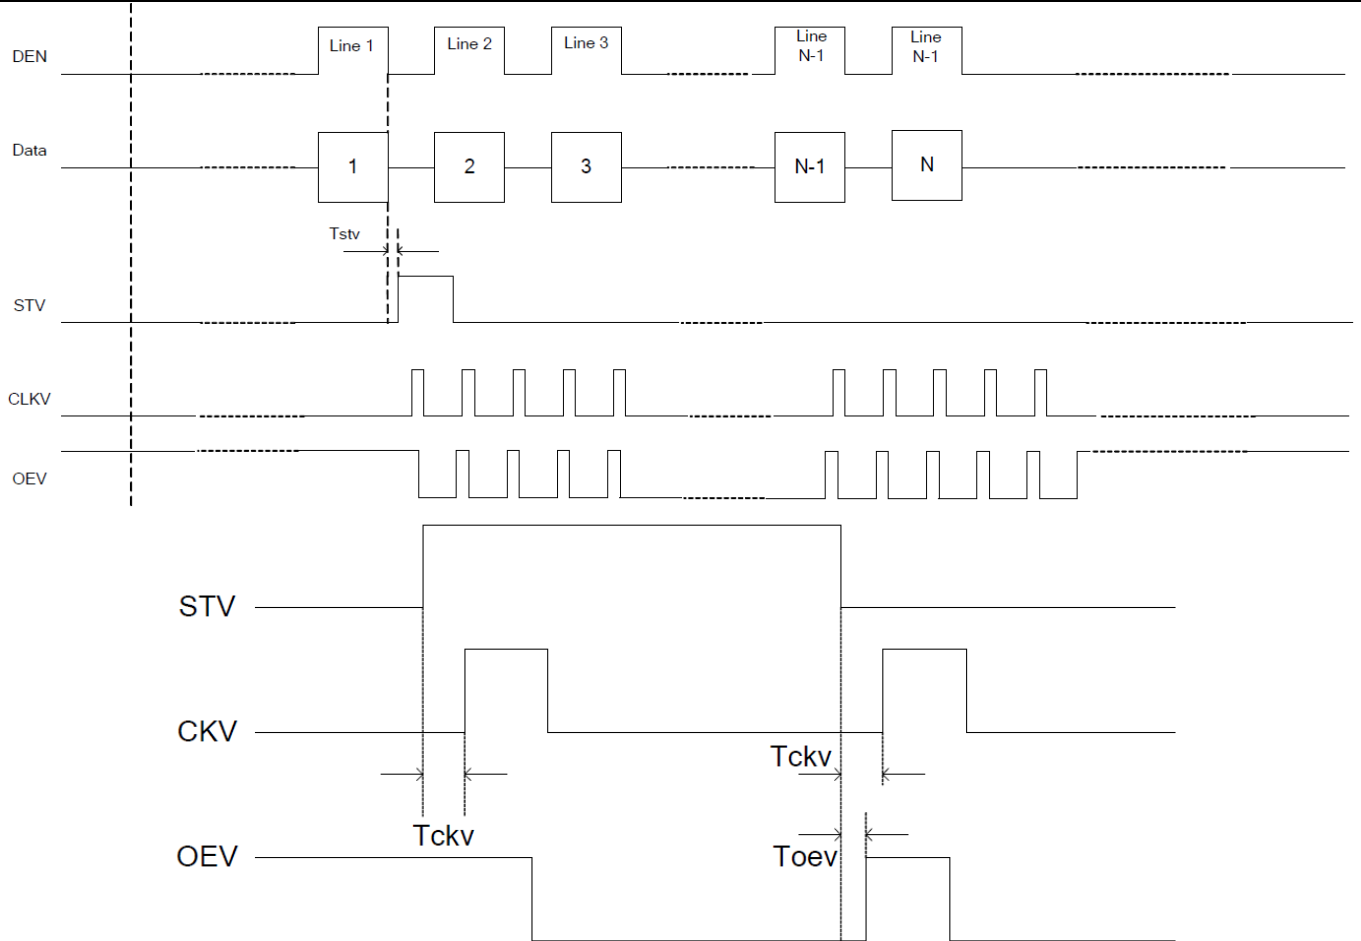 DEN
Line 1
Line 2
Line 3
Line
N-1
Line
N-1
Data
1
2
3
N-1
N
Tstv
STV
CLKV
OEV
STV
CKV
Tckv
Tckv
OEV
Toev